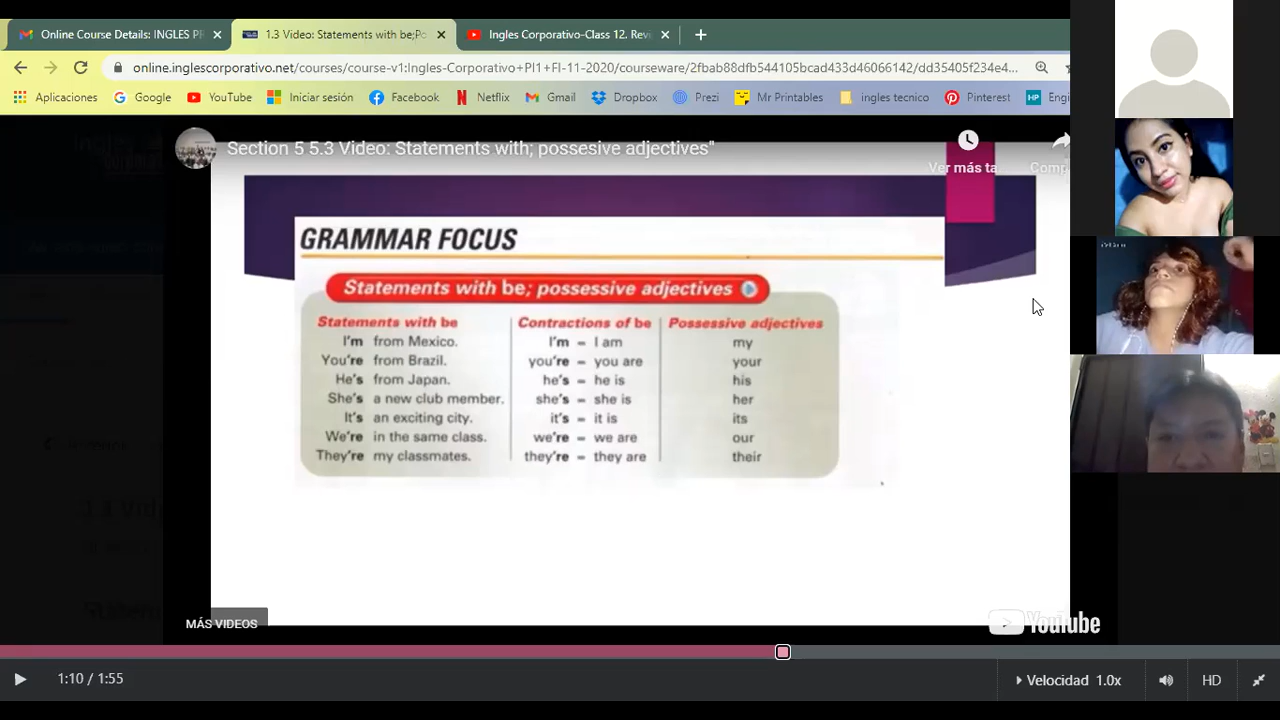 Online Course Details: INGLES PF
1.3 Video: Statements with be;Po
Ingles Corporativo-Class 12. Revi
online.inglescorporativo.net/courses/course-v1:Ingles-Corporativo+PI1+FI-11-2020/courseware/2fbab88dfb544105bcad433d46066142/dd35405f234e4...
Aplicaciones Google YouTube Iniciar sesión Facebook Netflix Gmail Dropbox Prezi Mr Printables ingles tecnico Pinterest Engl
Section 5 5.3 Video: Statements with; possesive adjectives"
Ver más ta
Comp
GRAMMAR FOCUS
Statements with be; possessive adjectives
Statements with be Contractions of be Possessive adjectives
I'm from Mexico. I'm = I am my
You're from Brazil. you're = you are your
He's from Japan. he's = he is his
She's a new club member. she's = she is her
It's an exciting city. it's = it is its
We're in the same class. we're = we are our
They're my classmates. they're = they are their
MÁS VIDEOS
YouTube
1:10 / 1:55
Velocidad 1.0x
HD